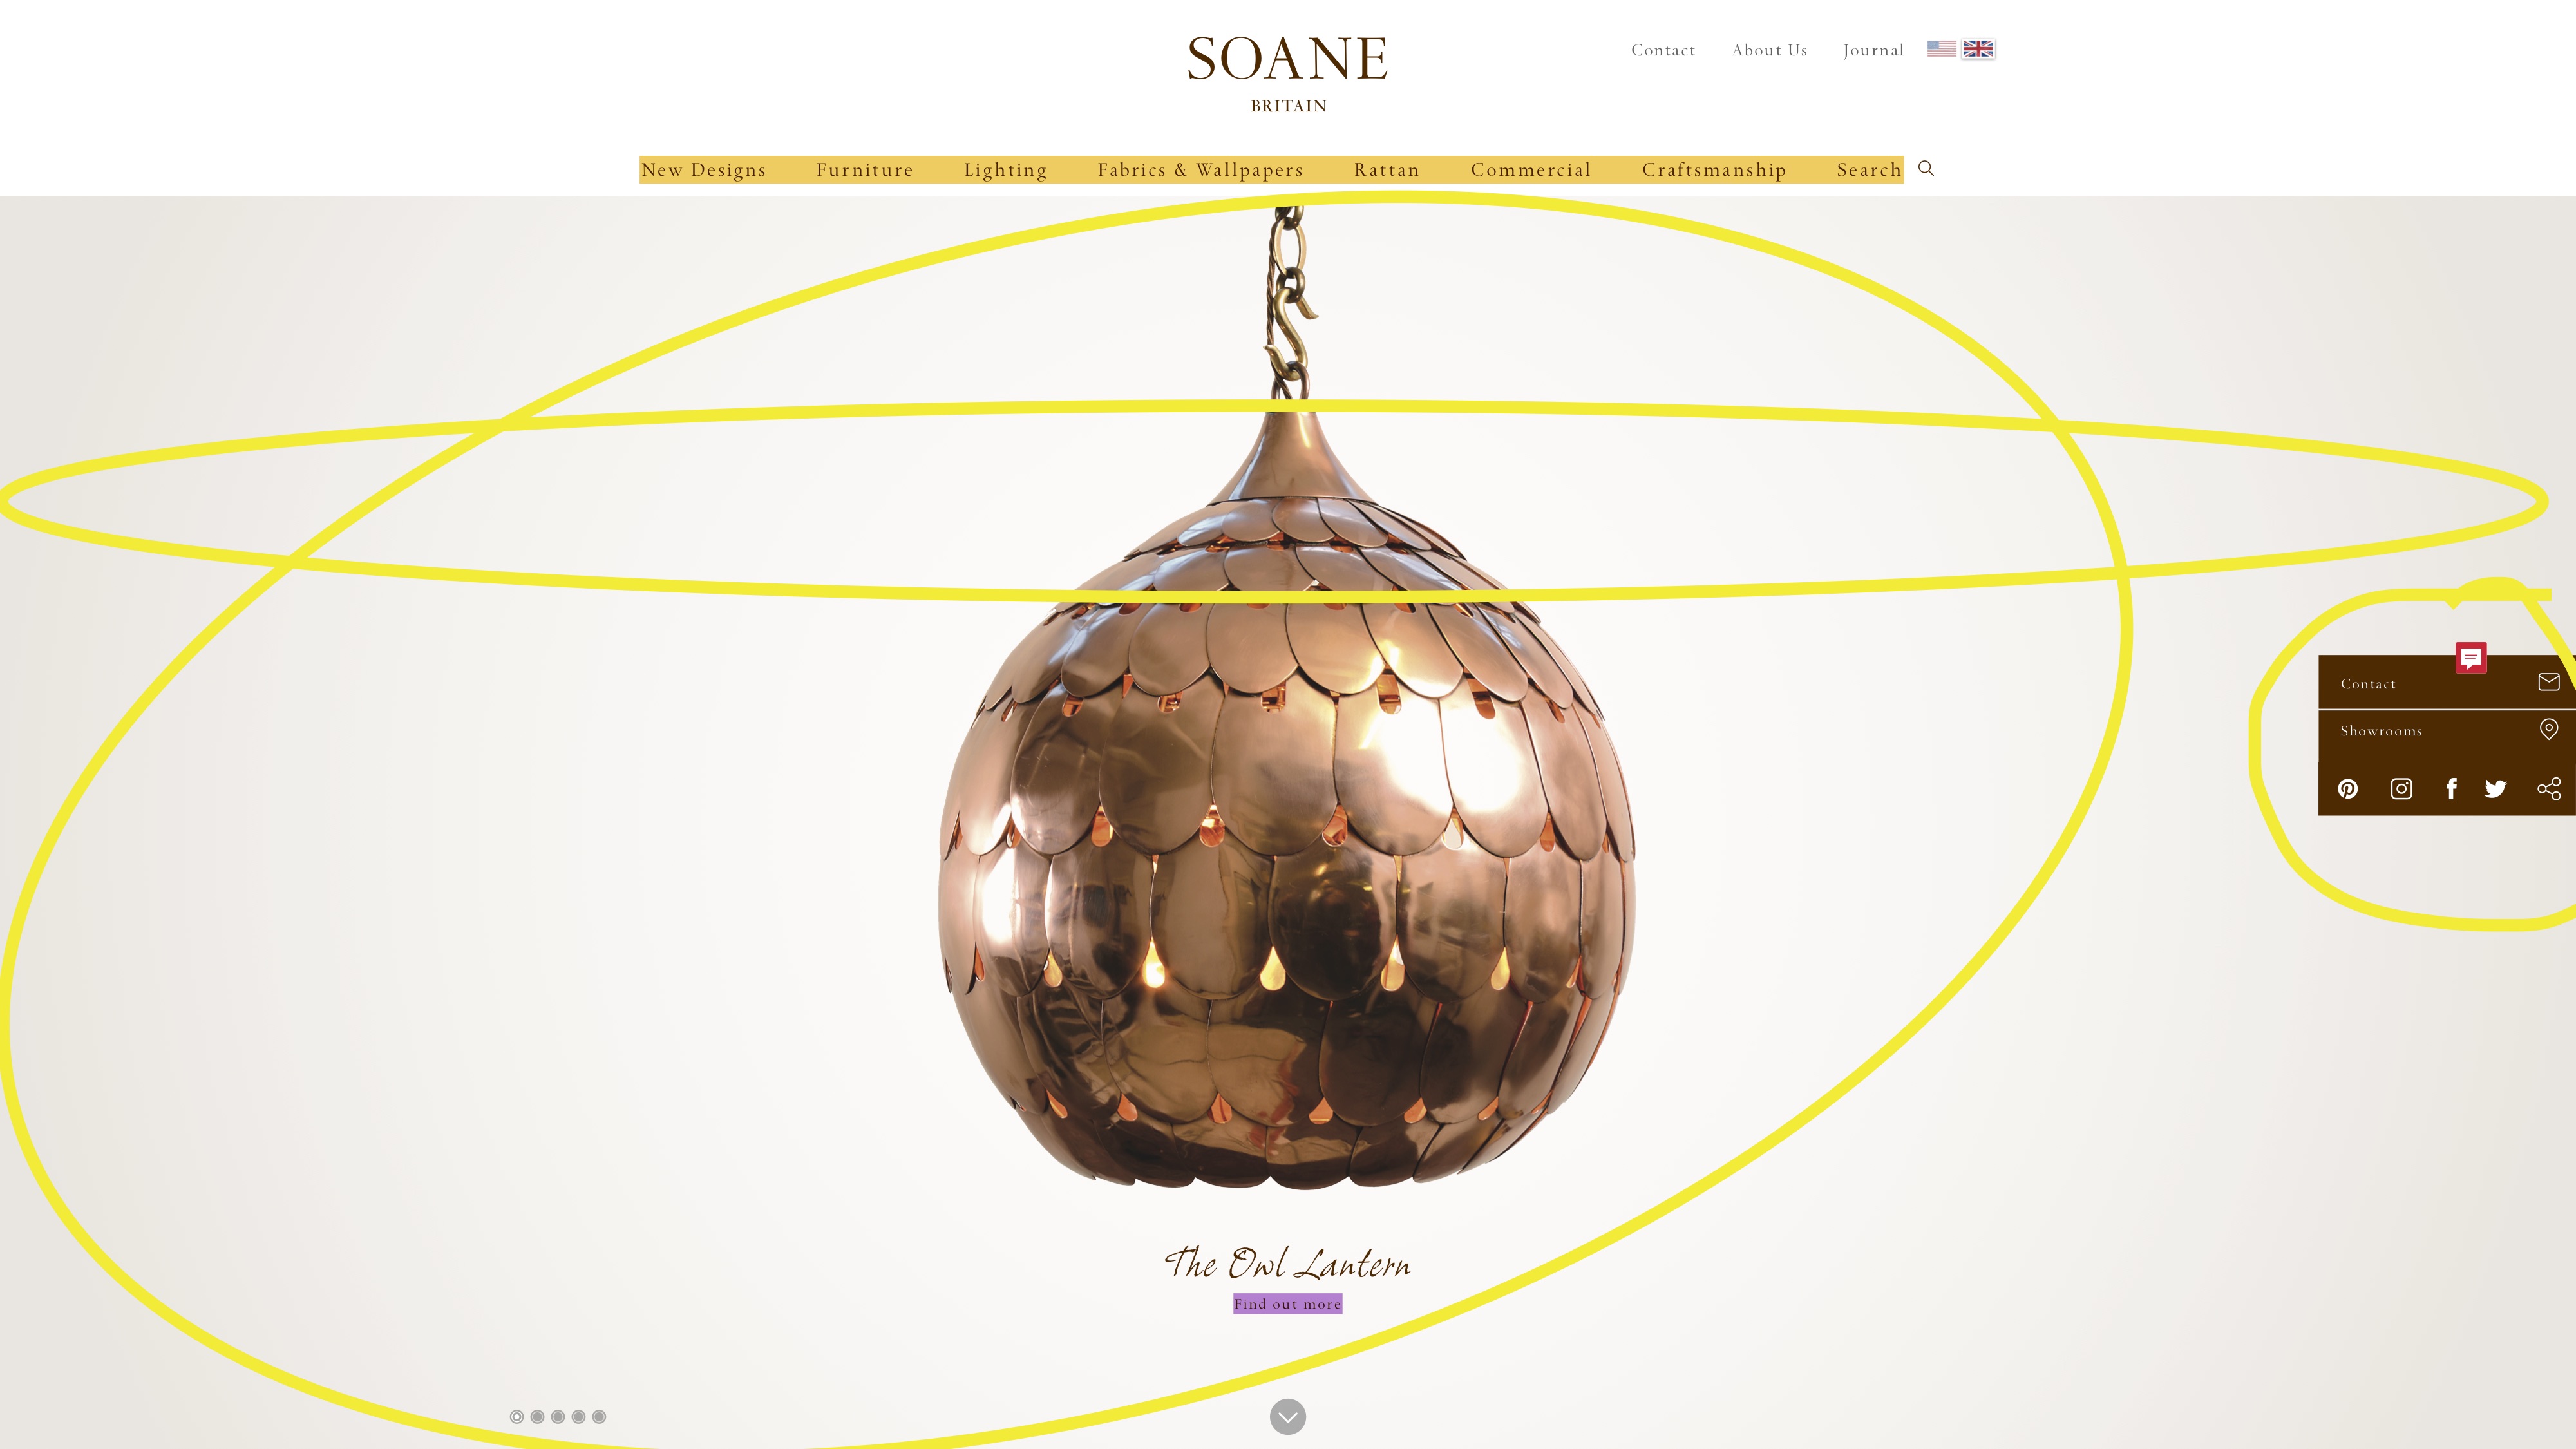 SOANE
BRITAIN
Contact About Us Journal
New Designs Furniture Lighting Fabrics & Wallpapers Rattan Commercial Craftsmanship Search
Contact
Showrooms
The Owl Lantern
Find out more